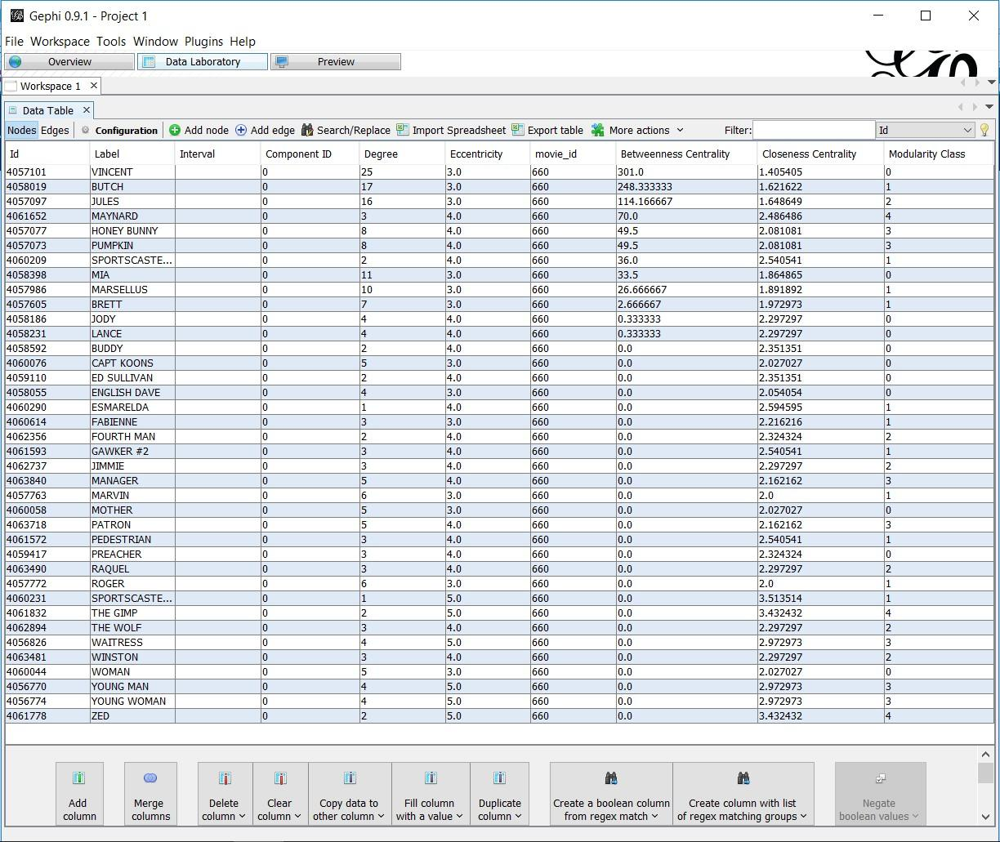 Gephi 0.9.1 - Project 1
File Workspace Tools Window Plugins Help
Overview Data Laboratory Preview
Workspace 1
Data Table
Nodes Edges Configuration Add node Add edge Search/Replace Import Spreadsheet Export table More actions Filter: Id
Id Label Interval Component ID Degree Eccentricity movie_id Betweenness Centrality Closeness Centrality Modularity Class
4057101 VINCENT 0 25 3.0 660 301.0 1.405405 0
4058019 BUTCH 0 17 3.0 660 248.333333 1.621622 1
4057097 JULES 0 16 3.0 660 114.166667 1.648649 2
4061652 MAYNARD 0 3 4.0 660 70.0 2.486486 4
4057077 HONEY BUNNY 0 8 4.0 660 49.5 2.081081 3
4057073 PUMPKIN 0 8 4.0 660 49.5 2.081081 3
4060209 SPORTSCASTE... 0 2 4.0 660 36.0 2.540541 1
4058398 MIA 0 11 3.0 660 33.5 1.864865 0
4057986 MARSELLUS 0 10 3.0 660 26.666667 1.891892 1
4057605 BRETT 0 7 3.0 660 2.666667 1.972973 1
4058186 JODY 0 4 4.0 660 0.333333 2.297297 0
4058231 LANCE 0 4 4.0 660 0.333333 2.297297 0
4058592 BUDDY 0 2 4.0 660 0.0 2.351351 0
4060076 CAPT KOONS 0 5 3.0 660 0.0 2.027027 0
4059110 ED SULLIVAN 0 2 4.0 660 0.0 2.351351 0
4058055 ENGLISH DAVE 0 4 3.0 660 0.0 2.054054 0
4060290 ESMARELDA 0 1 4.0 660 0.0 2.594595 1
4060614 FABIENNE 0 3 3.0 660 0.0 2.216216 1
4062356 FOURTH MAN 0 2 4.0 660 0.0 2.324324 2
4061593 GAWKER #2 0 3 4.0 660 0.0 2.540541 1
4062737 JIMMIE 0 3 4.0 660 0.0 2.297297 2
4063840 MANAGER 0 5 4.0 660 0.0 2.162162 3
4057763 MARVIN 0 6 3.0 660 0.0 2.0 1
4060058 MOTHER 0 5 3.0 660 0.0 2.027027 0
4063718 PATRON 0 5 4.0 660 0.0 2.162162 3
4061572 PEDESTRIAN 0 3 4.0 660 0.0 2.540541 1
4059417 PREACHER 0 3 4.0 660 0.0 2.324324 0
4063490 RAQUEL 0 3 4.0 660 0.0 2.297297 2
4057772 ROGER 0 6 3.0 660 0.0 2.0 1
4060231 SPORTSCASTE... 0 1 5.0 660 0.0 3.513514 1
4061832 THE GIMP 0 2 5.0 660 0.0 3.432432 4
4062894 THE WOLF 0 3 4.0 660 0.0 2.297297 2
4056826 WAITRESS 0 4 5.0 660 0.0 2.972973 3
4063481 WINSTON 0 3 4.0 660 0.0 2.297297 2
4060044 WOMAN 0 5 3.0 660 0.0 2.027027 0
4056770 YOUNG MAN 0 4 5.0 660 0.0 2.972973 3
4056774 YOUNG WOMAN 0 4 5.0 660 0.0 2.972973 3
4061778 ZED 0 2 5.0 660 0.0 3.432432 4
Add Merge Delete Clear Copy data to Fill column Duplicate Create a boolean column Create column with list Negate
column columns column column other column with a value column from regex match of regex matching groups boolean values